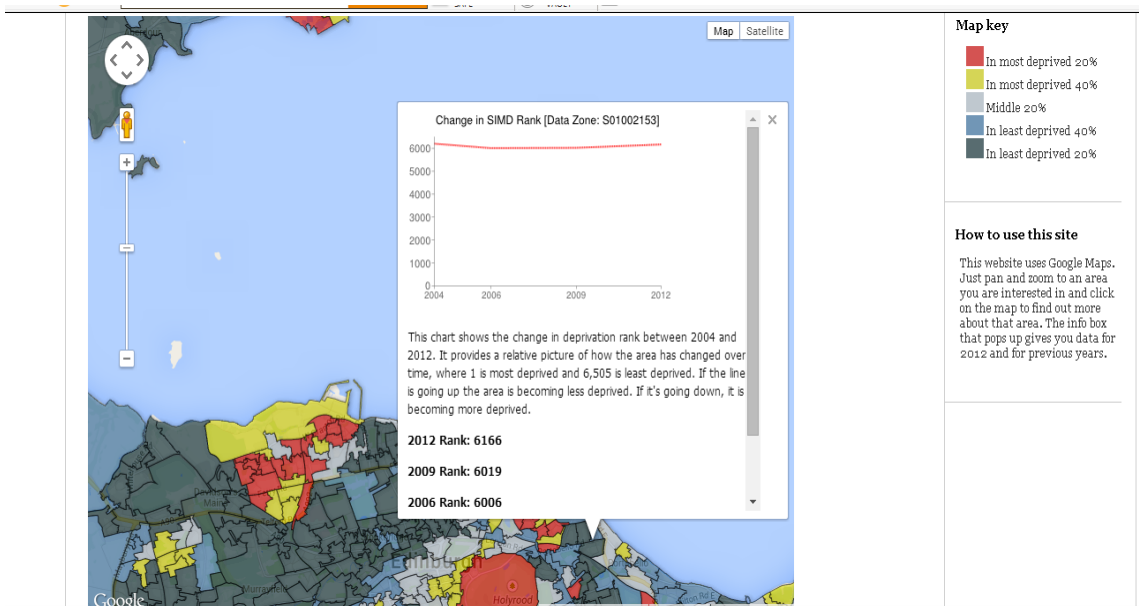 Map Satellite
Change in SIMD Rank [Data Zone: S01002153]
6000
5000
4000
3000
2000
1000
0
2004 2006 2009 2012
This chart shows the change in deprivation rank between 2004 and
2012. It provides a relative picture of how the area has changed over
time, where 1 is most deprived and 6,505 is least deprived. If the line
is going up the area is becoming less deprived. If it's going down, it is
becoming more deprived.
2012 Rank: 6166
2009 Rank: 6019
2006 Rank: 6006
Edinburgh
Murrayfield
Holyrood
Google
Map key
In most deprived 20%
In most deprived 40%
Middle 20%
In least deprived 40%
In least deprived 20%
How to use this site
This website uses Google Maps.
Just pan and zoom to an area
you are interested in and click
on the map to find out more
about that area. The info box
that pops up gives you data for
2012 and for previous years.